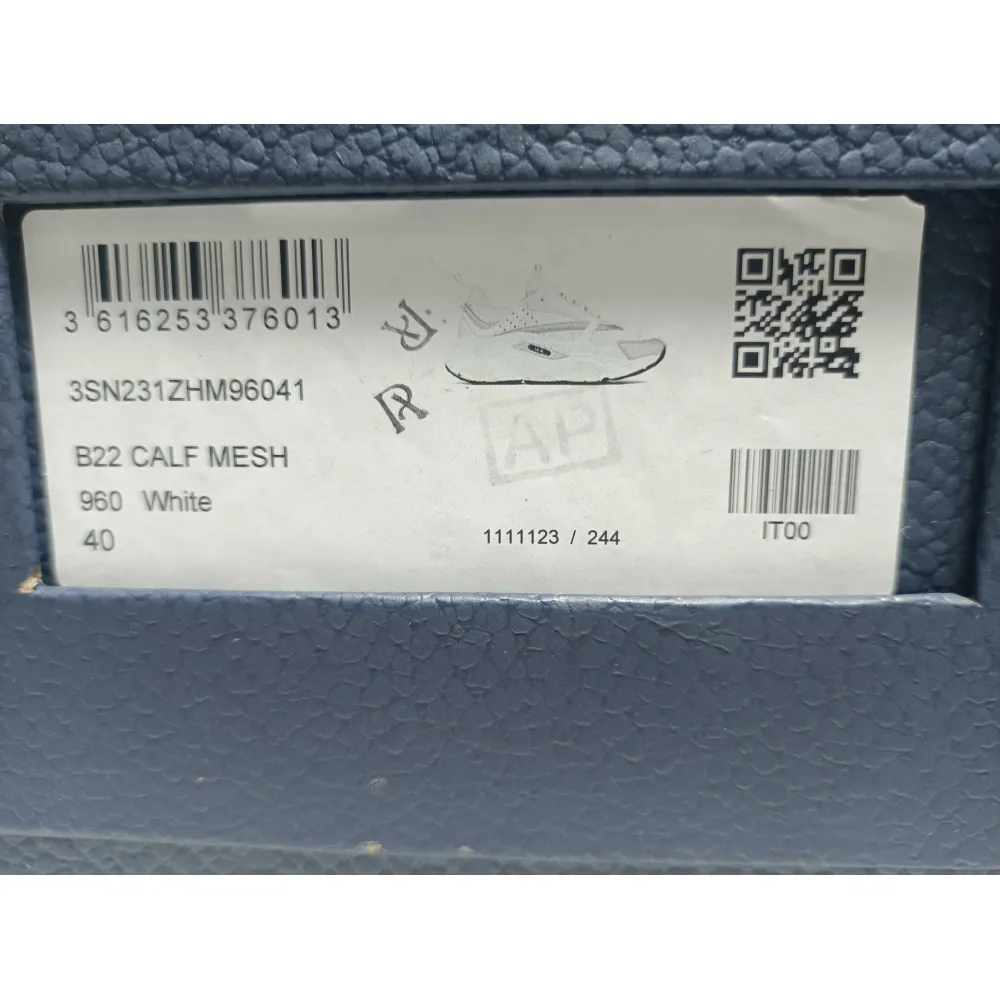 3 616253 376013
3SN231ZHM96041
B22 CALF MESH
960 White
40
AP
1111123 / 244
IT00